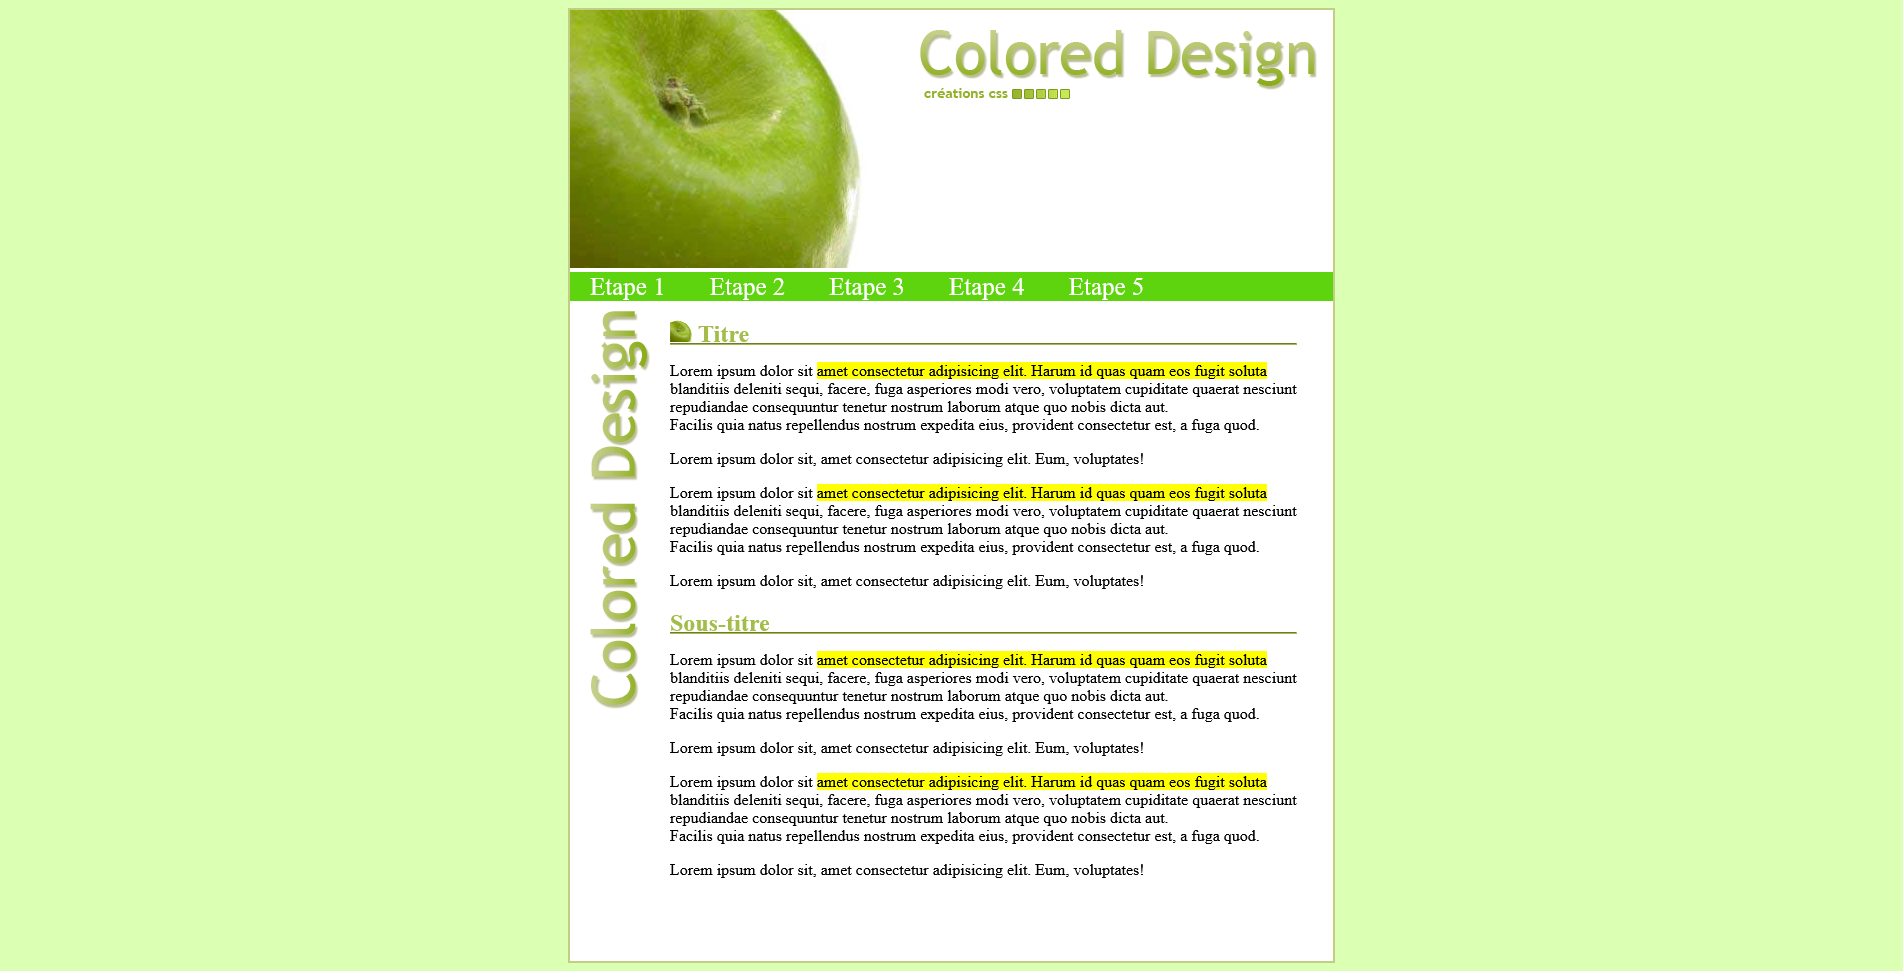 Colored Design
créations css
Etape 1 Etape 2 Etape 3 Etape 4 Etape 5
Colored Design
Titre
Lorem ipsum dolor sit amet consectetur adipisicing elit. Harum id quas quam eos fugit soluta
blanditiis deleniti sequi, facere, fuga asperiores modi vero, voluptatem cupiditate quaerat nesciunt
repudiandae consequuntur tenetur nostrum laborum atque quo nobis dicta aut.
Facilis quia natus repellendus nostrum expedita eius, provident consectetur est, a fuga quod.
Lorem ipsum dolor sit, amet consectetur adipisicing elit. Eum, voluptates!
Lorem ipsum dolor sit amet consectetur adipisicing elit. Harum id quas quam eos fugit soluta
blanditiis deleniti sequi, facere, fuga asperiores modi vero, voluptatem cupiditate quaerat nesciunt
repudiandae consequuntur tenetur nostrum laborum atque quo nobis dicta aut.
Facilis quia natus repellendus nostrum expedita eius, provident consectetur est, a fuga quod.
Lorem ipsum dolor sit, amet consectetur adipisicing elit. Eum, voluptates!
Sous-titre
Lorem ipsum dolor sit amet consectetur adipisicing elit. Harum id quas quam eos fugit soluta
blanditiis deleniti sequi, facere, fuga asperiores modi vero, voluptatem cupiditate quaerat nesciunt
repudiandae consequuntur tenetur nostrum laborum atque quo nobis dicta aut.
Facilis quia natus repellendus nostrum expedita eius, provident consectetur est, a fuga quod.
Lorem ipsum dolor sit, amet consectetur adipisicing elit. Eum, voluptates!
Lorem ipsum dolor sit amet consectetur adipisicing elit. Harum id quas quam eos fugit soluta
blanditiis deleniti sequi, facere, fuga asperiores modi vero, voluptatem cupiditate quaerat nesciunt
repudiandae consequuntur tenetur nostrum laborum atque quo nobis dicta aut.
Facilis quia natus repellendus nostrum expedita eius, provident consectetur est, a fuga quod.
Lorem ipsum dolor sit, amet consectetur adipisicing elit. Eum, voluptates!